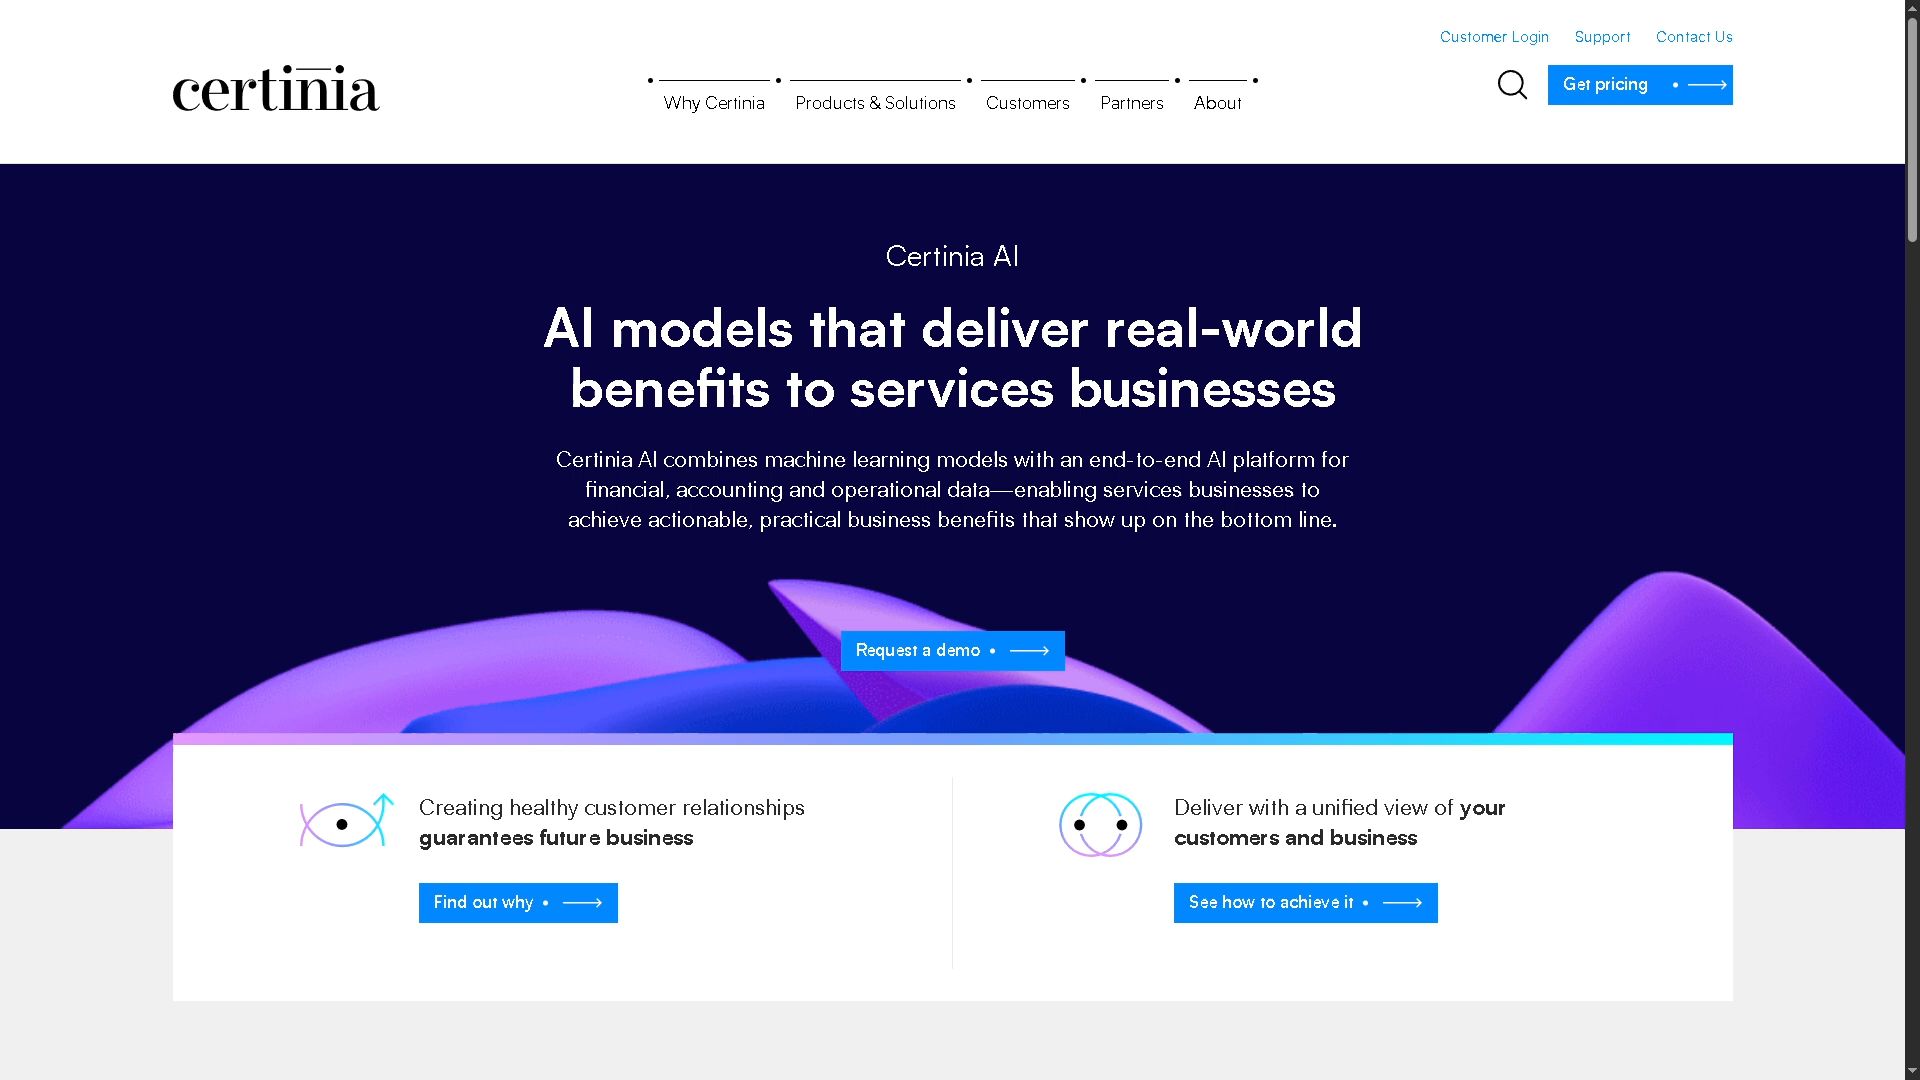 Customer Login Support Contact Us
certinia
Why Certinia Products & Solutions Customers Partners About
Get pricing
Certinia AI
AI models that deliver real-world
benefits to services businesses
Certinia AI combines machine learning models with an end-to-end AI platform for
financial, accounting and operational data—enabling services businesses to
achieve actionable, practical business benefits that show up on the bottom line.
Request a demo
Creating healthy customer relationships
guarantees future business
Find out why
Deliver with a unified view of your
customers and business
See how to achieve it